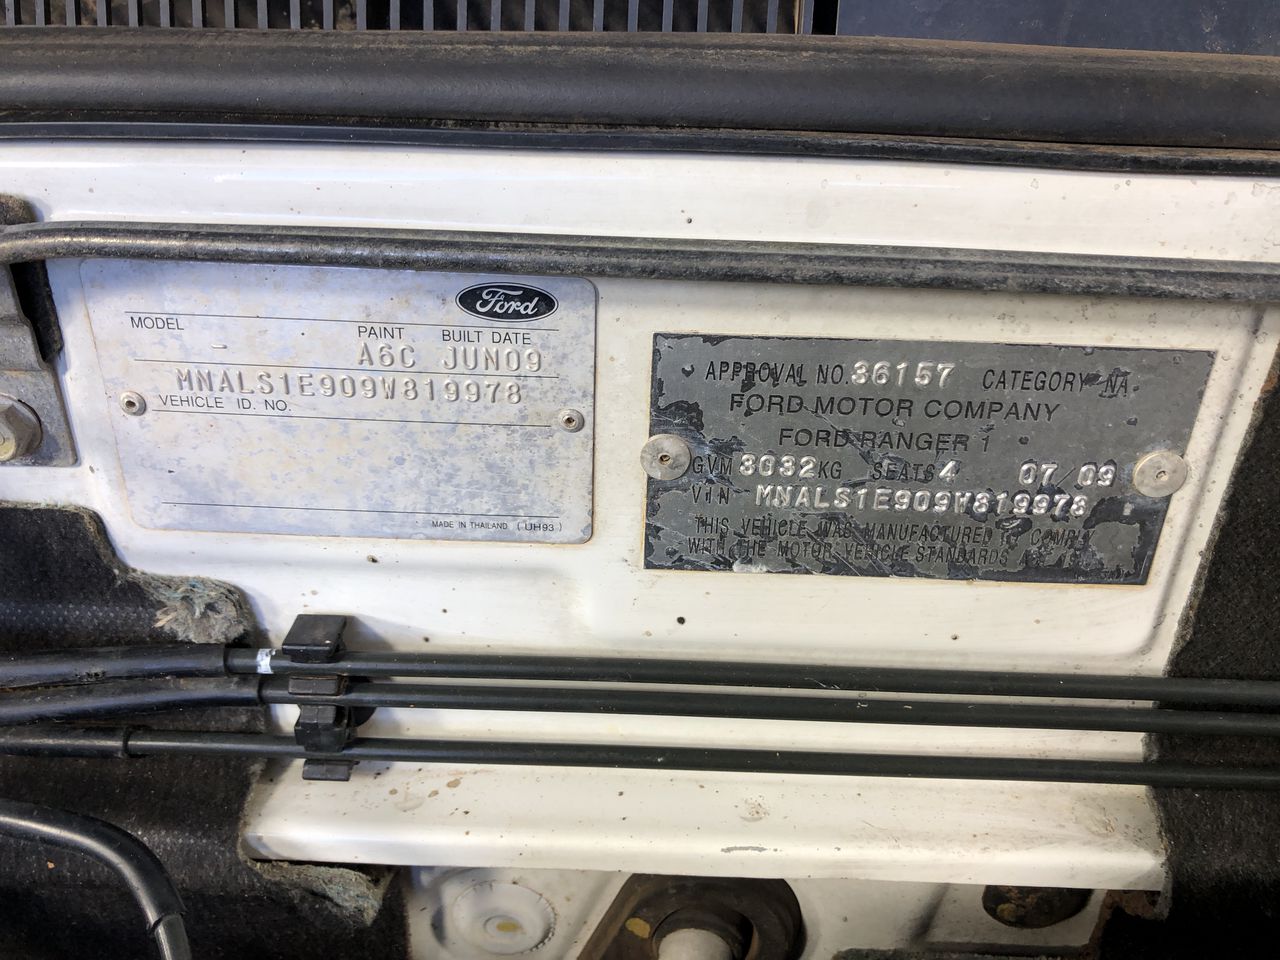 Ford
MODEL PAINT BUILT DATE
- A6C JUN09
MNALS1E909W819978
VEHICLE ID. NO.
MADE IN THAILAND (UH93)
APPROVAL NO. 36157 CATEGORY NA
FORD MOTOR COMPANY
FORD RANGER 1
GVM 3032KG SEATS 4 07/09
VIN MNALS1E909W819978
THIS VEHICLE WAS MANUFACTURED TO COMPLY
WITH THE MOTOR VEHICLE STANDARDS